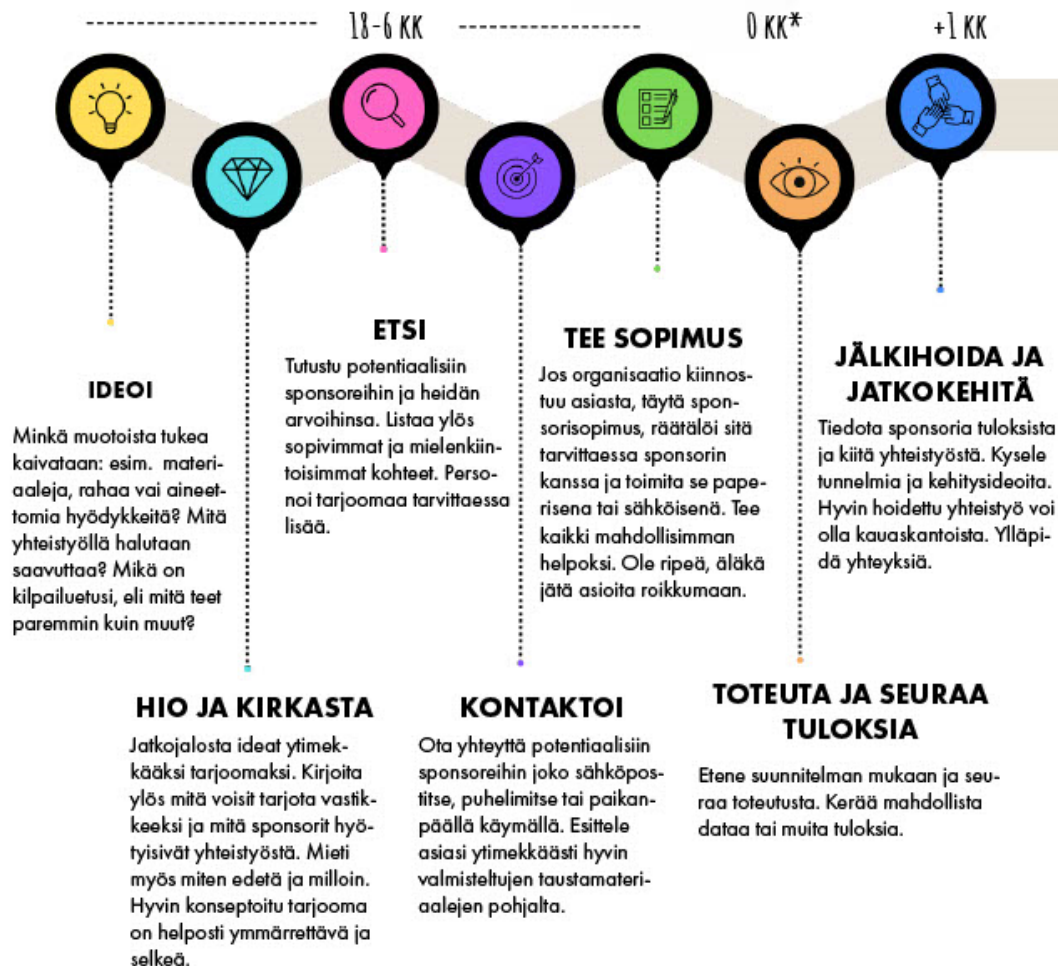 18-6 KK
0 KK*
+1 KK
IDEOI
Minkä muotoista tukea
kaivataan: esim. materi-
aaleja, rahaa vai aineet-
tomia hyödykkeitä? Mitä
yhteistyöllä halutaan
saavuttaa? Mikä on
kilpailuetusi, eli mitä teet
paremmin kuin muut?
HIO JA KIRKASTA
Jatkojalosta ideat ytimek-
kääksi tarjoomaksi. Kirjoita
ylös mitä voisit tarjota vastik-
keeksi ja mitä sponsorit hyö-
tyisivät yhteistyöstä. Mieti
myös miten edetä ja milloin.
Hyvin konseptoitu tarjooma
on helposti ymmärrettävä ja
selkeä.
ETSI
Tutustu potentiaalisiin
sponsoreihin ja heidän
arvoihinsa. Listaa ylös
sopivimmat ja mielenkiin-
toisimmat kohteet. Perso-
noi tarjoomaa tarvittaessa
lisää.
KONTAKTOI
Ota yhteyttä potentiaalisiin
sponsoreihin joko sähköpos-
titse, puhelimitse tai paikan-
päällä käymällä. Esittele
asiasi ytimekkäästi hyvin
valmisteltujen taustamateri-
aalejen pohjalta.
TEE SOPIMUS
Jos organisaatio kiinnos-
tuu asiasta, täytä spon-
sorisopimus, räätälöi sitä
tarvittaessa sponsorin
kanssa ja toimita se pape-
risena tai sähköisenä. Tee
kaikki mahdollisimman
helpoksi. Ole ripeä, äläkä
jätä asioita roikkumaan.
TOTEUTA JA SEURAA
TULOKSIA
Etene suunnitelman mukaan ja seu-
raa toteutusta. Kerää mahdollista
dataa tai muita tuloksia.
JÄLKIHOIDA JA
JATKOKEHITÄ
Tiedota sponsoria tuloksista
ja kiitä yhteistyöstä. Kysele
tunnelmia ja kehitysideoita.
Hyvin hoidettu yhteistyö voi
olla kauaskantoista. Ylläpi-
dä yhteyksiä.